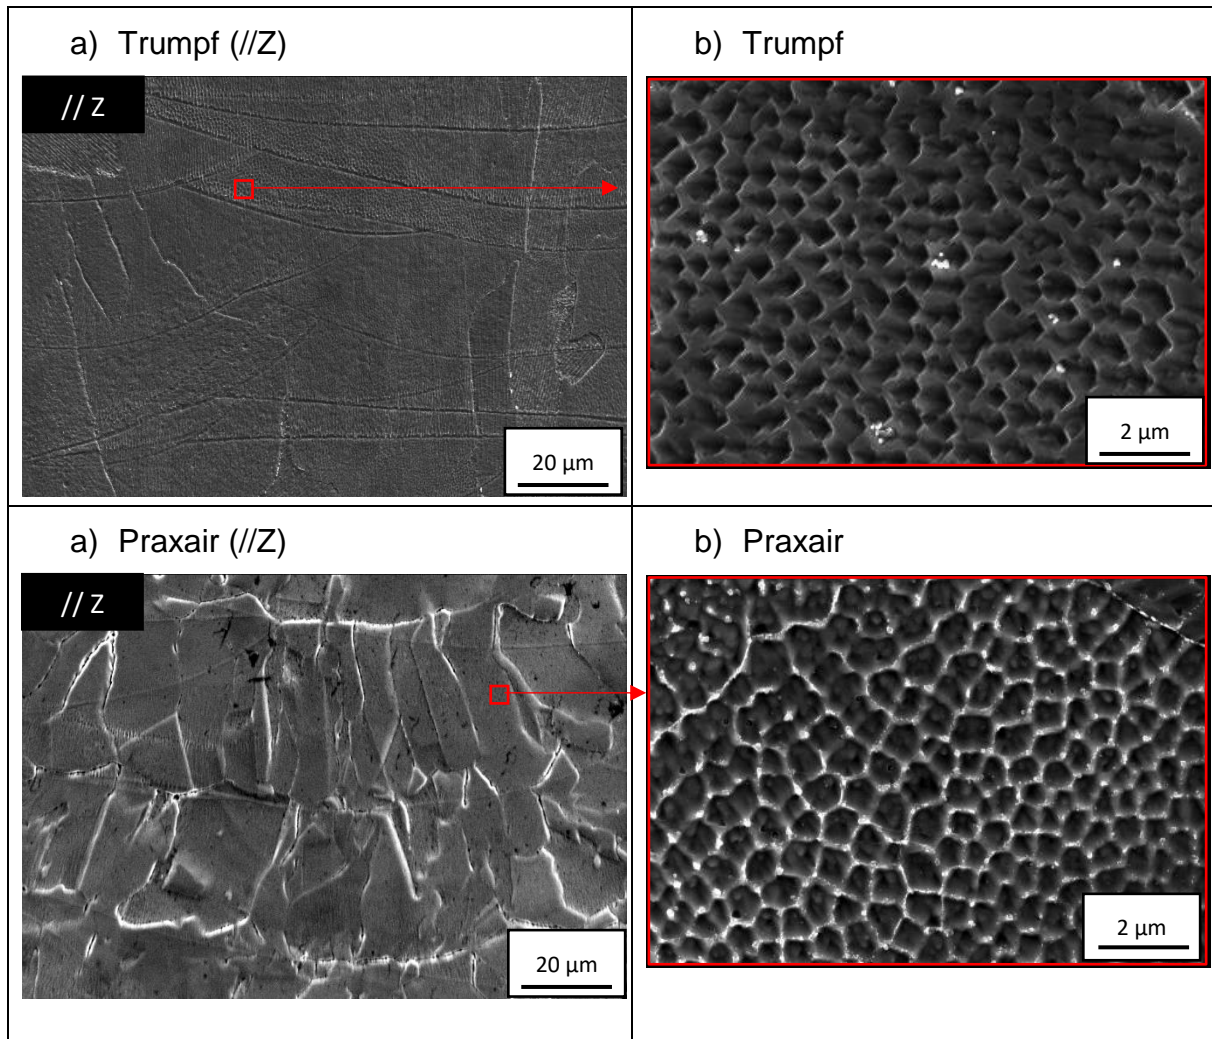 a) Trumpf (//Z)
b) Trumpf
// Z
20 µm
2 µm
a) Praxair (//Z)
b) Praxair
// Z
20 µm
2 µm